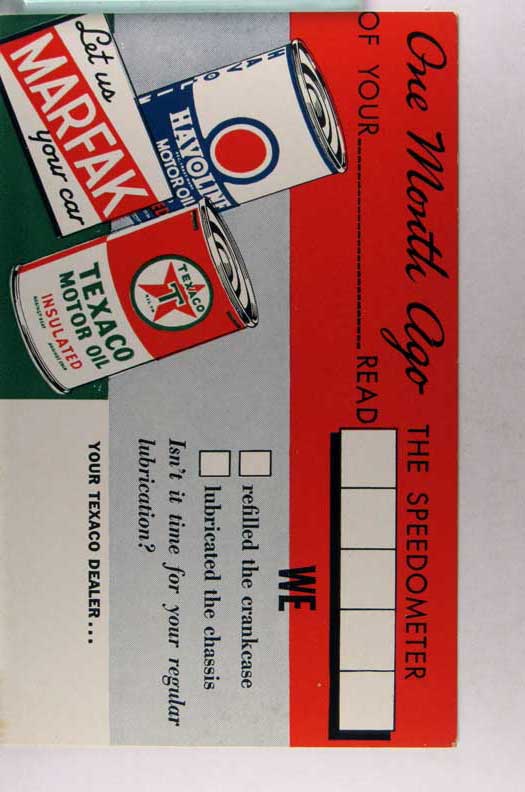 One Month Ago THE SPEEDOMETER
OF YOUR READ
WE
refilled the crankcase
lubricated the chassis
Isn't it time for your regular
lubrication?
YOUR TEXACO DEALER...
Let us
MARFAK
your car
HAVOLINE
MOTOR OIL
TEXACO
T
TEXACO
MOTOR OIL
INSULATED